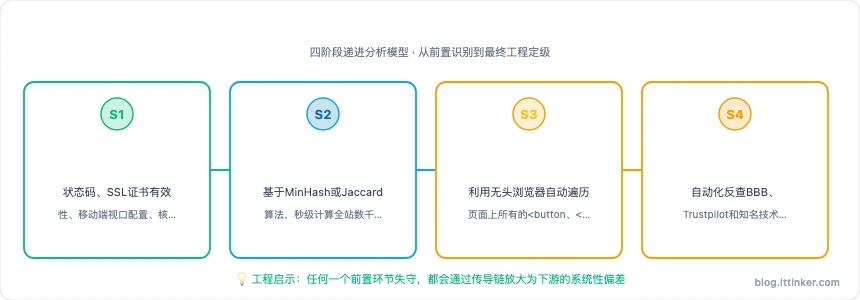 四阶段递进分析模型 · 从前置识别到最终工程定级
S1
状态码、SSL证书有效
性、移动端视口配置、核...
S2
基于MinHash或Jaccard
算法，秒级计算全站数千...
S3
利用无头浏览器自动遍历
页面上所有的<button、<...
S4
自动化反查BBB、
Trustpilot和知名技术...
💡 工程启示：任何一个前置环节失守，都会通过传导链放大为下游的系统性偏差
blog.ittinker.com